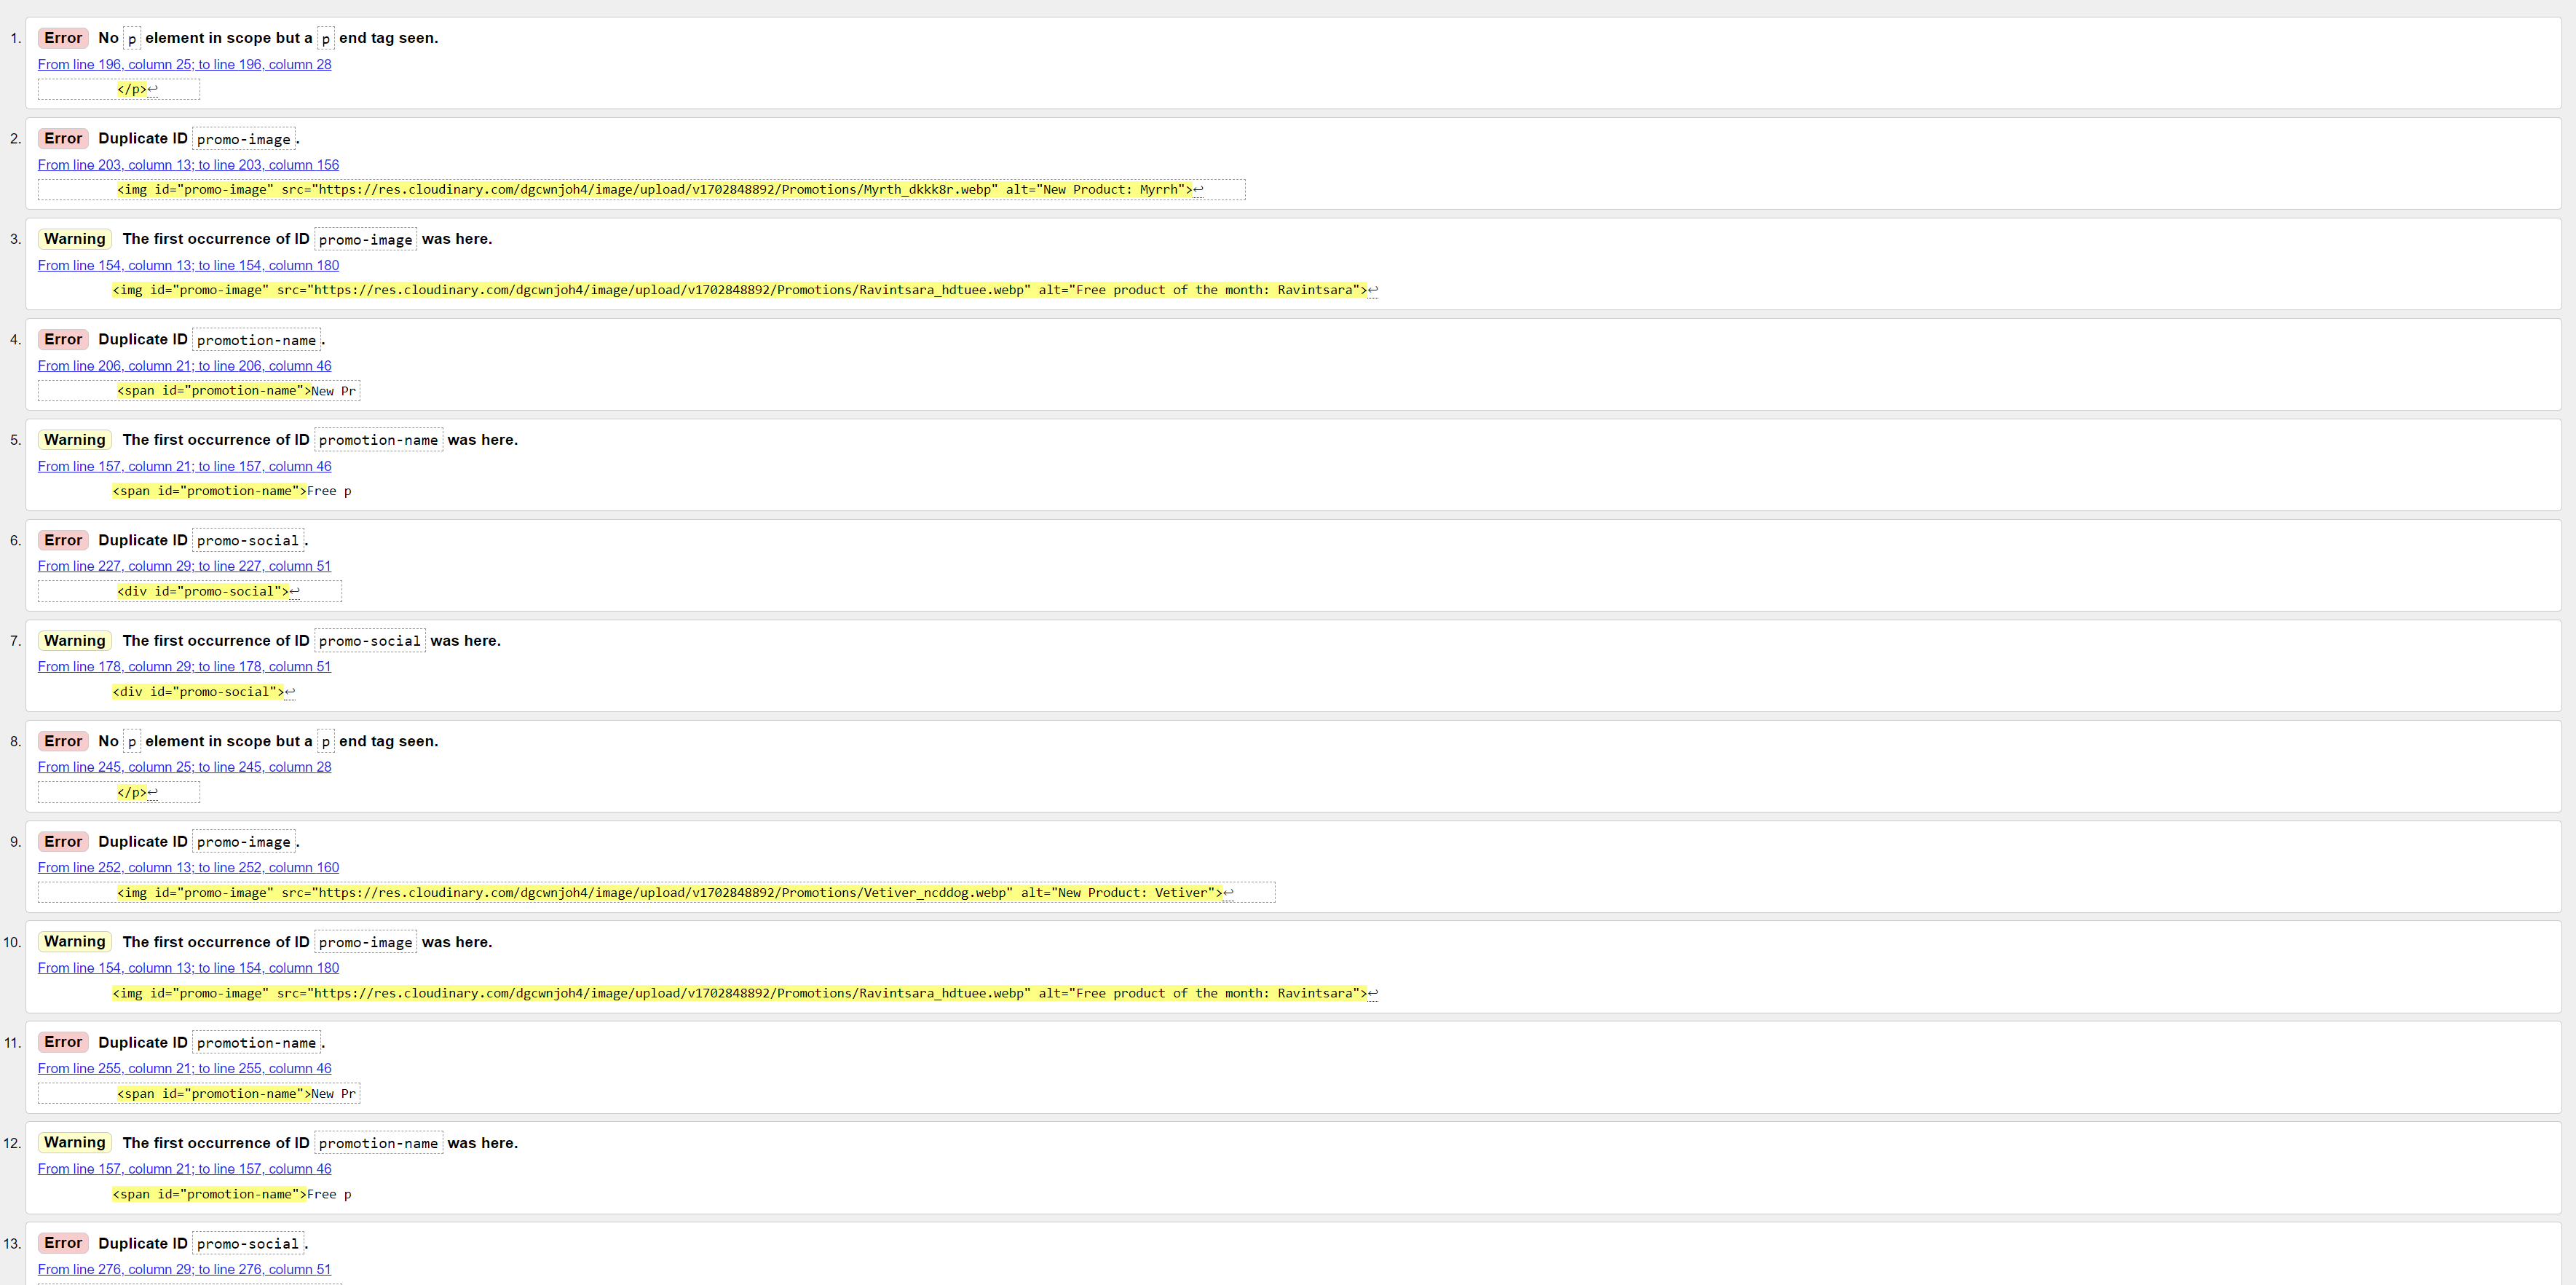 1. Error No p element in scope but a p end tag seen.
From line 196, column 25; to line 196, column 28
</p>↩
2. Error Duplicate ID promo-image.
From line 203, column 13; to line 203, column 156
<img id="promo-image" src="https://res.cloudinary.com/dgcwnjoh4/image/upload/v1702848892/Promotions/Myrth_dkkk8r.webp" alt="New Product: Myrrh">↩
3. Warning The first occurrence of ID promo-image was here.
From line 154, column 13; to line 154, column 180
<img id="promo-image" src="https://res.cloudinary.com/dgcwnjoh4/image/upload/v1702848892/Promotions/Ravintsara_hdtuee.webp" alt="Free product of the month: Ravintsara">↩
4. Error Duplicate ID promotion-name.
From line 206, column 21; to line 206, column 46
<span id="promotion-name">New Pr
5. Warning The first occurrence of ID promotion-name was here.
From line 157, column 21; to line 157, column 46
<span id="promotion-name">Free p
6. Error Duplicate ID promo-social.
From line 227, column 29; to line 227, column 51
<div id="promo-social">↩
7. Warning The first occurrence of ID promo-social was here.
From line 178, column 29; to line 178, column 51
<div id="promo-social">↩
8. Error No p element in scope but a p end tag seen.
From line 245, column 25; to line 245, column 28
</p>↩
9. Error Duplicate ID promo-image.
From line 252, column 13; to line 252, column 160
<img id="promo-image" src="https://res.cloudinary.com/dgcwnjoh4/image/upload/v1702848892/Promotions/Vetiver_ncddog.webp" alt="New Product: Vetiver">↩
10. Warning The first occurrence of ID promo-image was here.
From line 154, column 13; to line 154, column 180
<img id="promo-image" src="https://res.cloudinary.com/dgcwnjoh4/image/upload/v1702848892/Promotions/Ravintsara_hdtuee.webp" alt="Free product of the month: Ravintsara">↩
11. Error Duplicate ID promotion-name.
From line 255, column 21; to line 255, column 46
<span id="promotion-name">New Pr
12. Warning The first occurrence of ID promotion-name was here.
From line 157, column 21; to line 157, column 46
<span id="promotion-name">Free p
13. Error Duplicate ID promo-social.
From line 276, column 29; to line 276, column 51